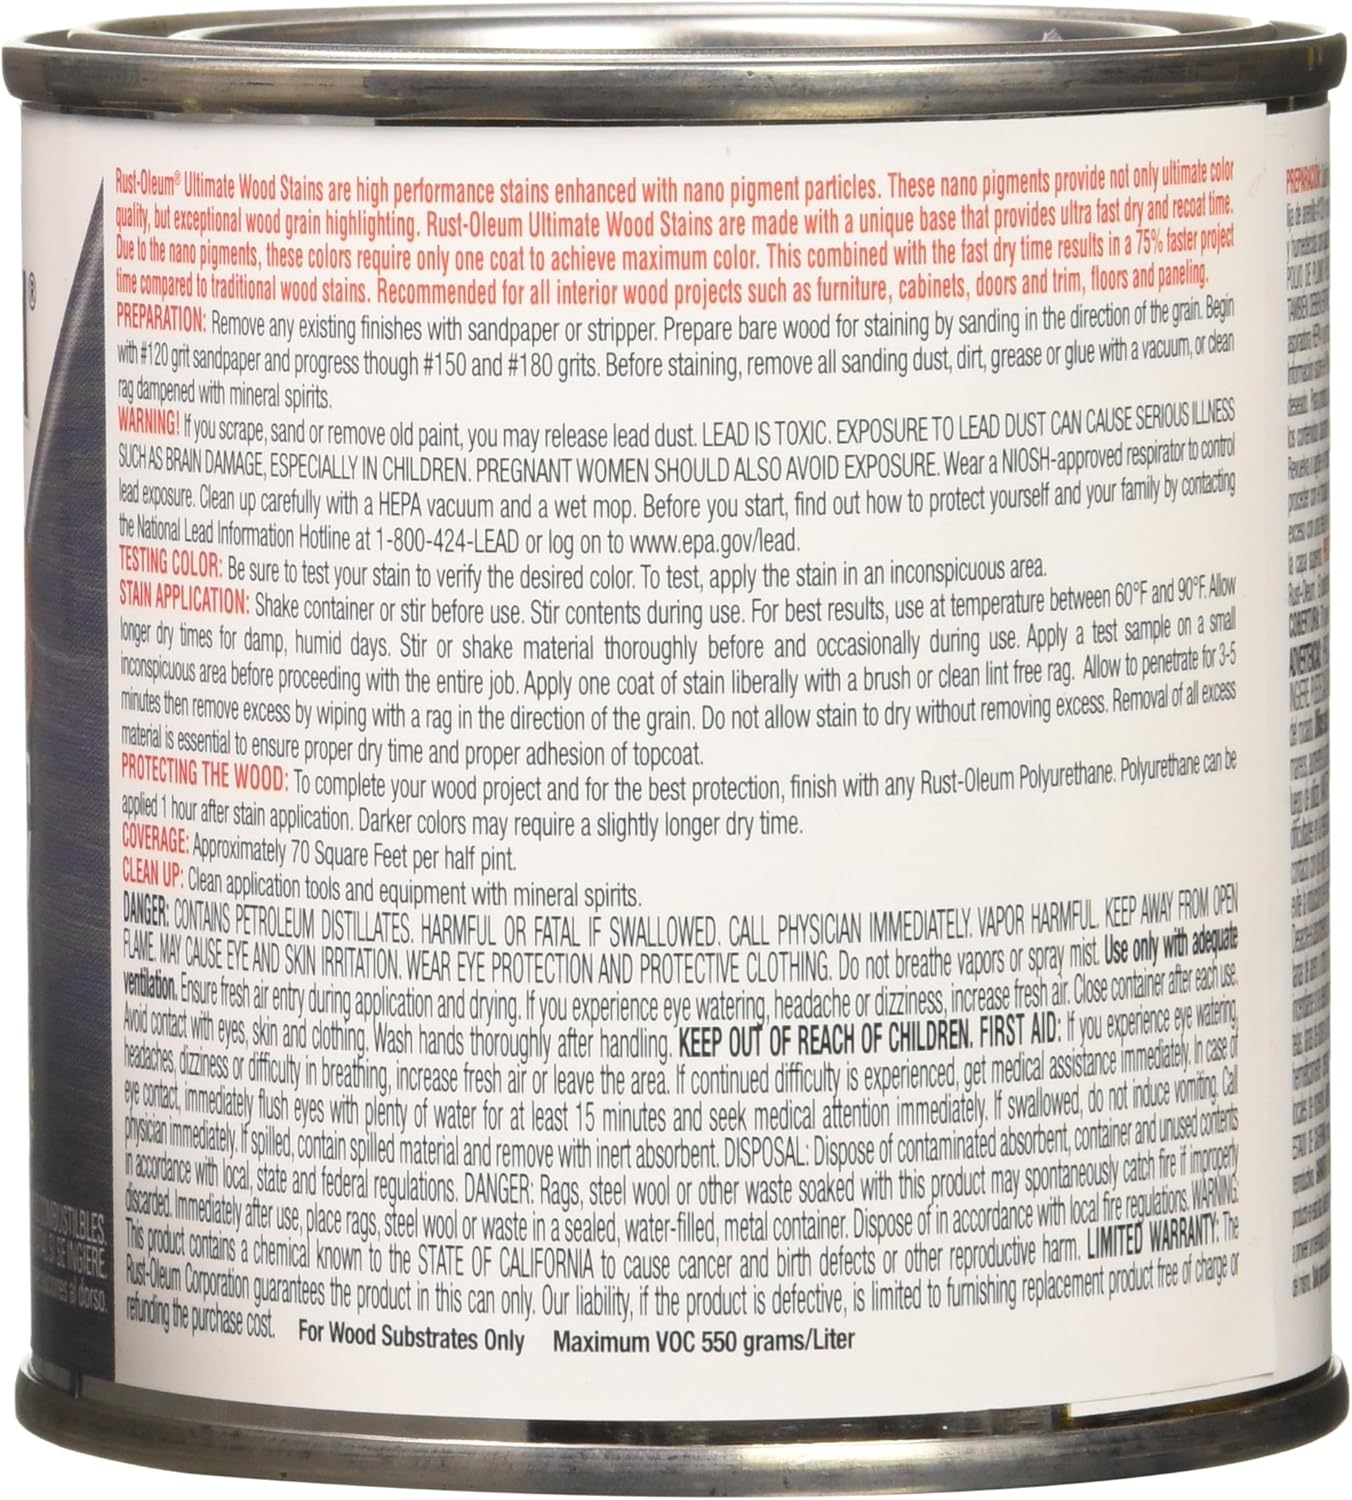 Rust-Oleum® Ultimate Wood Stains are high performance stains enhanced with nano pigment particles. These nano pigments provide not only ultimate color
quality, but exceptional wood grain highlighting. Rust-Oleum Ultimate Wood Stains are made with a unique base that provides ultra fast dry and recoat time.
Due to the nano pigments, these colors require only one coat to achieve maximum color. This combined with the fast dry time results in a 75% faster project
time compared to traditional wood stains. Recommended for all interior wood projects such as furniture, cabinets, doors and trim, floors and paneling.
PREPARATION: Remove any existing finishes with sandpaper or stripper. Prepare bare wood for staining by sanding in the direction of the grain. Begin
with #120 grit sandpaper and progress though #150 and #180 grits. Before staining, remove all sanding dust, dirt, grease or glue with a vacuum, or clean
rag dampened with mineral spirits.
WARNING! If you scrape, sand or remove old paint, you may release lead dust. LEAD IS TOXIC. EXPOSURE TO LEAD DUST CAN CAUSE SERIOUS ILLNESS
SUCH AS BRAIN DAMAGE, ESPECIALLY IN CHILDREN. PREGNANT WOMEN SHOULD ALSO AVOID EXPOSURE. Wear a NIOSH-approved respirator to control
lead exposure. Clean up carefully with a HEPA vacuum and a wet mop. Before you start, find out how to protect yourself and your family by contacting
the National Lead Information Hotline at 1-800-424-LEAD or log on to www.epa.gov/lead.
TESTING COLOR: Be sure to test your stain to verify the desired color. To test, apply the stain in an inconspicuous area.
STAIN APPLICATION: Shake container or stir before use. Stir contents during use. For best results, use at temperature between 60°F and 90°F. Allow
longer dry times for damp, humid days. Stir or shake material thoroughly before and occasionally during use. Apply a test sample on a small
inconspicuous area before proceeding with the entire job. Apply one coat of stain liberally with a brush or clean lint free rag. Allow to penetrate for 3-5
minutes then remove excess by wiping with a rag in the direction of the grain. Do not allow stain to dry without removing excess. Removal of all excess
material is essential to ensure proper dry time and proper adhesion of topcoat.
PROTECTING THE WOOD: To complete your wood project and for the best protection, finish with any Rust-Oleum Polyurethane. Polyurethane can be
applied 1 hour after stain application. Darker colors may require a slightly longer dry time.
COVERAGE: Approximately 70 Square Feet per half pint.
CLEAN UP: Clean application tools and equipment with mineral spirits.
DANGER: CONTAINS PETROLEUM DISTILLATES. HARMFUL OR FATAL IF SWALLOWED. CALL PHYSICIAN IMMEDIATELY. VAPOR HARMFUL. KEEP AWAY FROM OPEN
FLAME. MAY CAUSE EYE AND SKIN IRRITATION. WEAR EYE PROTECTION AND PROTECTIVE CLOTHING. Do not breathe vapors or spray mist. Use only with adequate
ventilation. Ensure fresh air entry during application and drying. If you experience eye watering, headache or dizziness, increase fresh air. Close container after each use.
Avoid contact with eyes, skin and clothing. Wash hands thoroughly after handling. KEEP OUT OF REACH OF CHILDREN. FIRST AID: If you experience eye watering,
headaches, dizziness or difficulty in breathing, increase fresh air or leave the area. If continued difficulty is experienced, get medical assistance immediately. In case of
eye contact, immediately flush eyes with plenty of water for at least 15 minutes and seek medical attention immediately. If swallowed, do not induce vomiting. Call
physician immediately. If spilled, contain spilled material and remove with inert absorbent. DISPOSAL: Dispose of contaminated absorbent, container and unused contents
in accordance with local, state and federal regulations. DANGER: Rags, steel wool or other waste soaked with this product may spontaneously catch fire if improperly
discarded. Immediately after use, place rags, steel wool or waste in a sealed, water-filled, metal container. Dispose of in accordance with local fire regulations. WARNING:
This product contains a chemical known to the STATE OF CALIFORNIA to cause cancer and birth defects or other reproductive harm. LIMITED WARRANTY: The
Rust-Oleum Corporation guarantees the product in this can only. Our liability, if the product is defective, is limited to furnishing replacement product free of charge or
refunding the purchase cost. For Wood Substrates Only Maximum VOC 550 grams/Liter